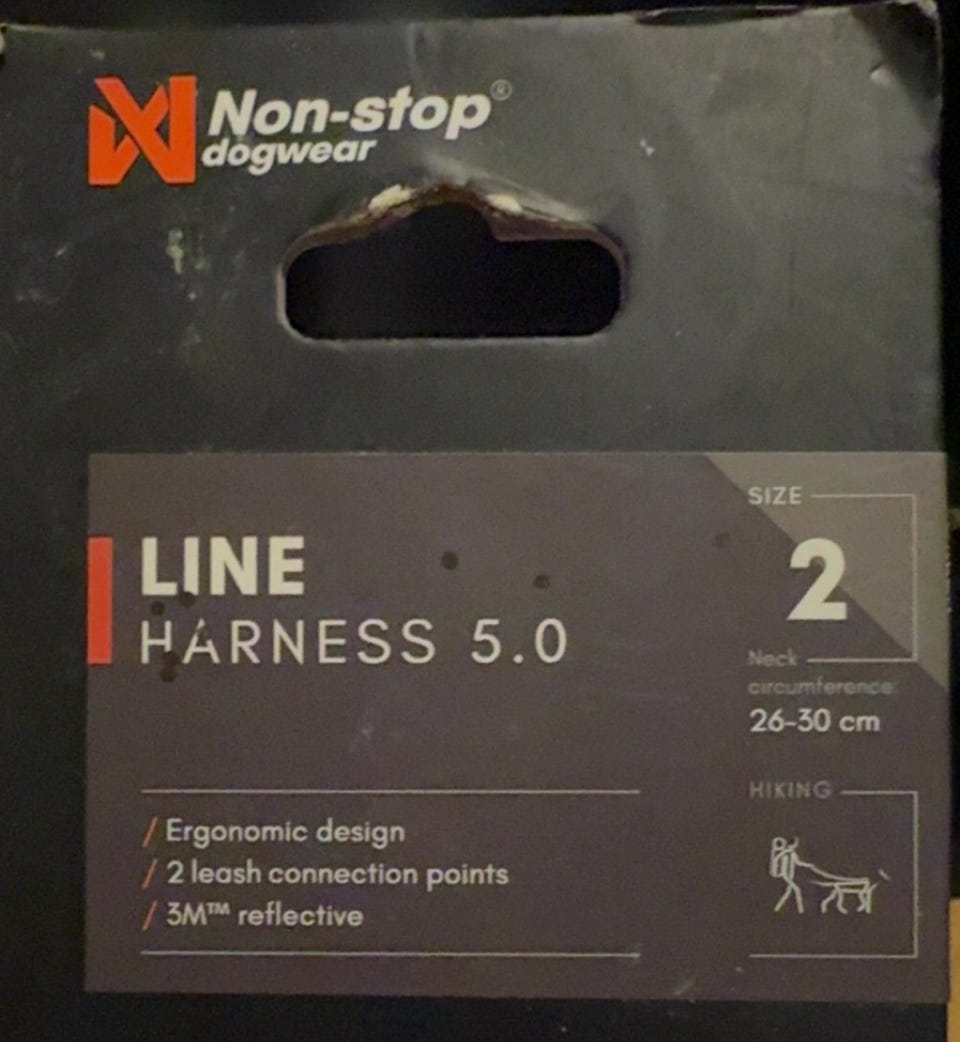 Non-stop®
dogwear
LINE
HARNESS 5.0
SIZE
2
Neck
circumference:
26-30 cm
/ Ergonomic design
/ 2 leash connection points
/ 3M™ reflective
HIKING